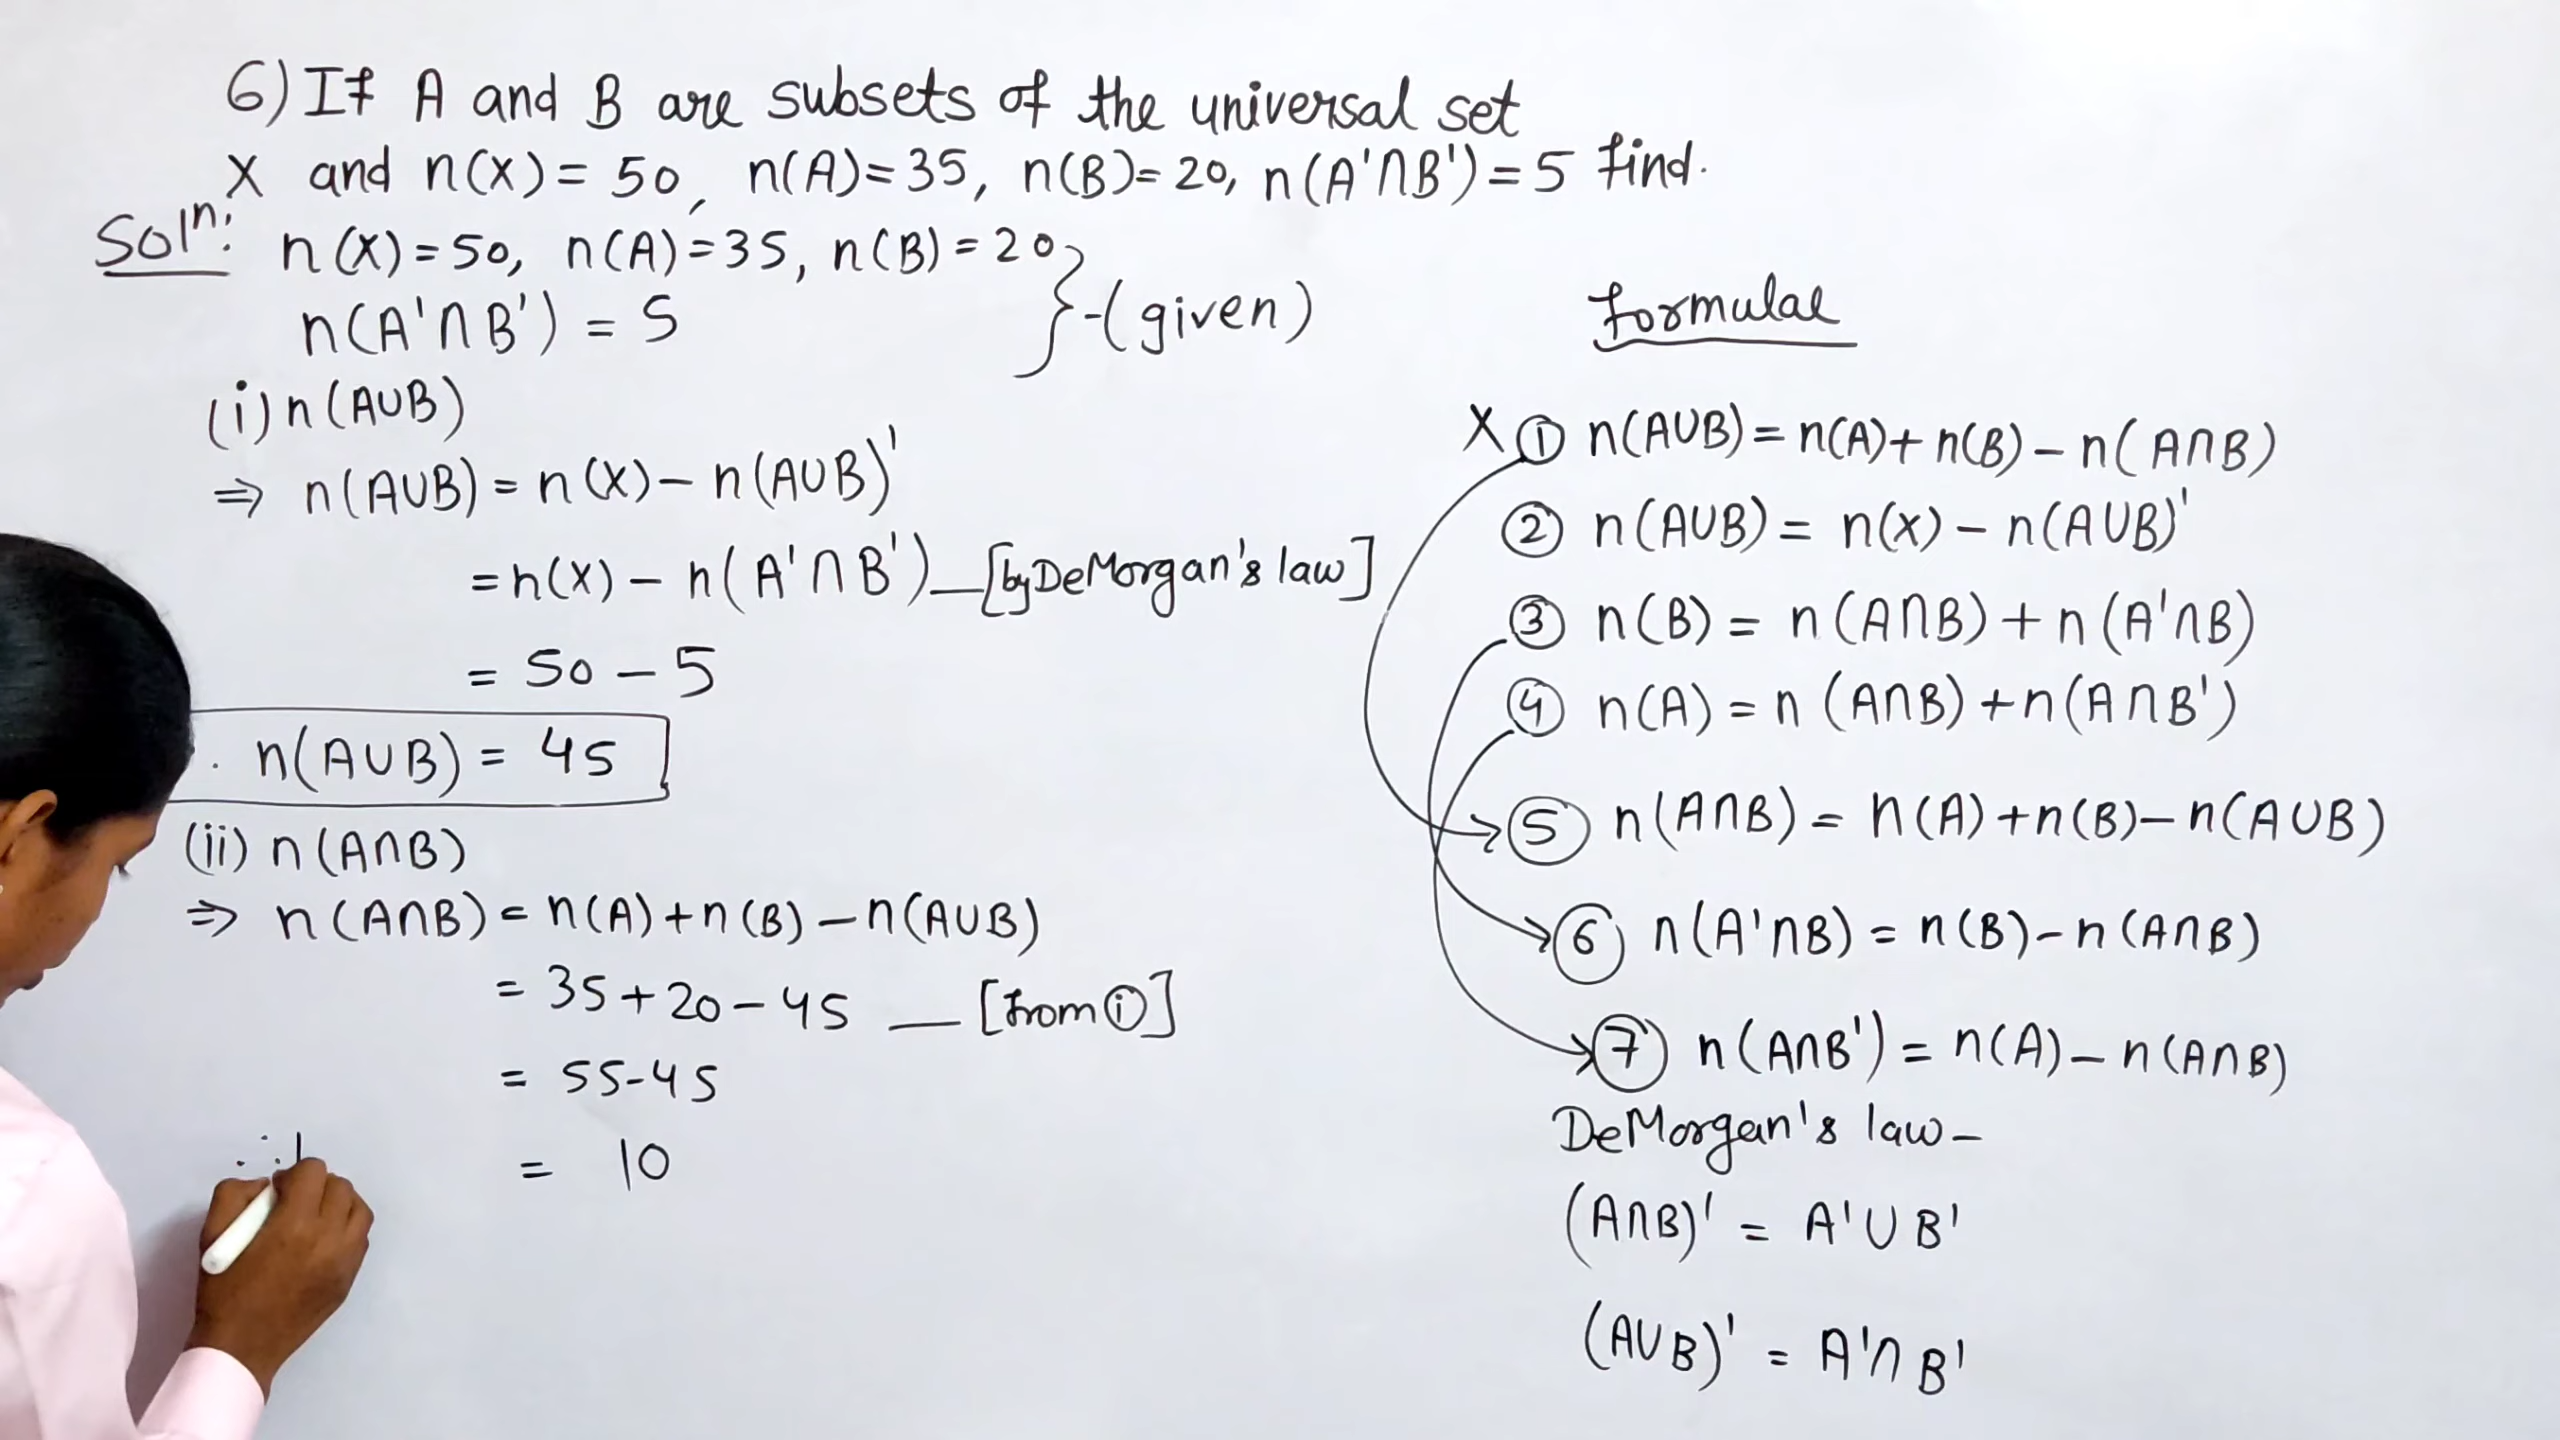 6) If A and B are subsets of the universal set
X and n(X) = 50, n(A)=35, n(B)=20, n(A'∩B')=5 find.
Solⁿ: n(X)=50, n(A)=35, n(B)=20
n(A'∩B') = 5
}-(given)
(i) n(A∪B)
⇒ n(A∪B) = n(X) - n(A∪B)'
= n(X) - n(A'∩B') _[by DeMorgan's law]
= 50 - 5
. n(A∪B) = 45
(ii) n(A∩B)
⇒ n(A∩B) = n(A)+n(B)-n(A∪B)
= 35+20-45 _ [from ①]
= 55-45
= 10
Formulae
X ① n(A∪B)=n(A)+n(B)-n(A∩B)
② n(A∪B) = n(X)-n(A∪B)'
③ n(B) = n(A∩B)+n(A'∩B)
④ n(A) = n(A∩B)+n(A∩B')
⑤ n(A∩B) = n(A)+n(B)-n(A∪B)
⑥ n(A'∩B) = n(B)-n(A∩B)
⑦ n(A∩B') = n(A)-n(A∩B)
DeMorgan's law-
(A∩B)' = A'∪B'
(A∪B)' = A'∩B'